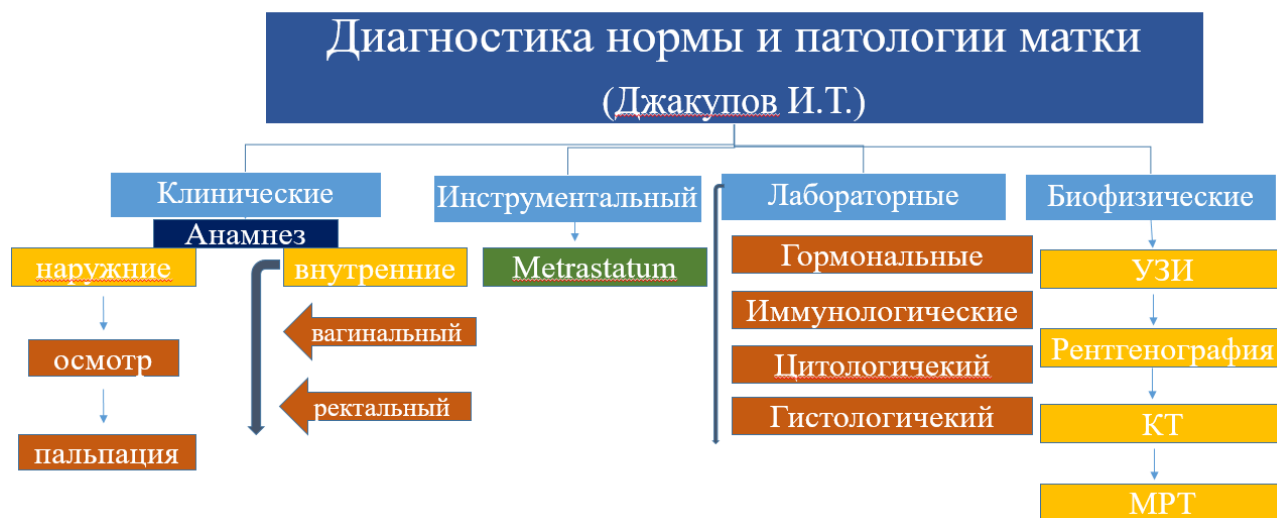 Диагностика нормы и патологии матки
(Джакупов И.Т.)
Клинические
Анамнез
наружние
осмотр
пальпация
внутренние
вагинальный
ректальный
Инструментальный
Metrastatum
Лабораторные
Гормональные
Иммунологические
Цитологичекий
Гистологичекий
Биофизические
УЗИ
Рентгенография
КТ
МРТ